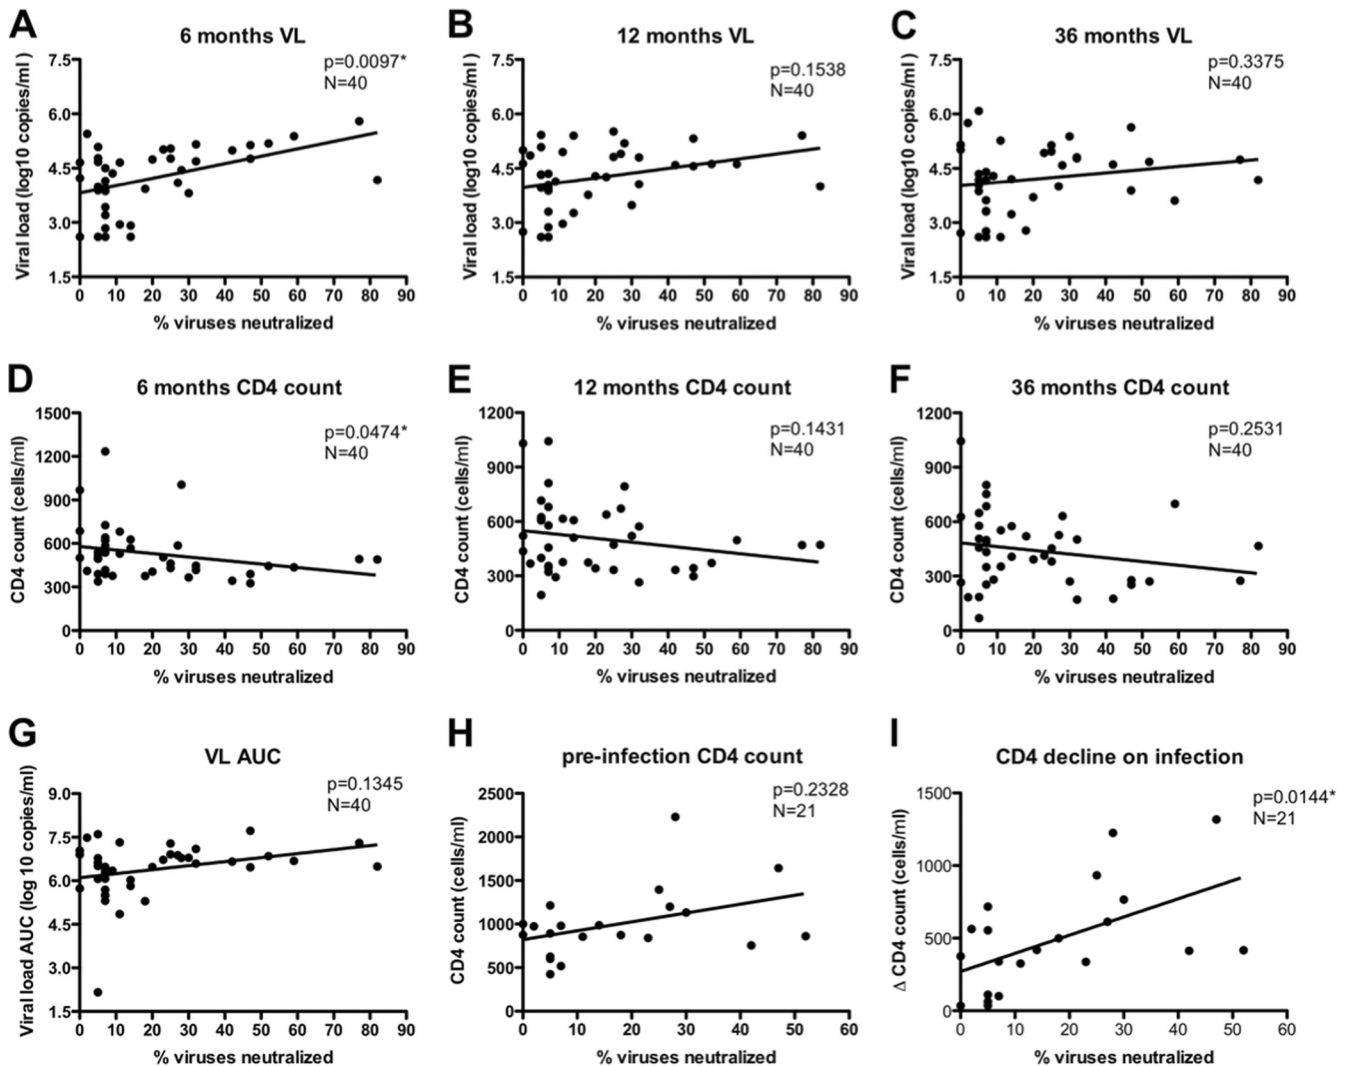 A
6 months VL
p=0.0097*
N=40
Viral load (log10 copies/ml )
7.5
6.0
4.5
3.0
1.5
0 10 20 30 40 50 60 70 80 90
% viruses neutralized
B
12 months VL
p=0.1538
N=40
Viral load (log10 copies/ml )
7.5
6.0
4.5
3.0
1.5
0 10 20 30 40 50 60 70 80 90
% viruses neutralized
C
36 months VL
p=0.3375
N=40
Viral load (log10 copies/ml )
7.5
6.0
4.5
3.0
1.5
0 10 20 30 40 50 60 70 80 90
% viruses neutralized
D
6 months CD4 count
p=0.0474*
N=40
CD4 count (cells/ml)
1500
1200
900
600
300
0
0 10 20 30 40 50 60 70 80 90
% viruses neutralized
E
12 months CD4 count
p=0.1431
N=40
CD4 count (cells/ml)
1200
900
600
300
0
0 10 20 30 40 50 60 70 80 90
% viruses neutralized
F
36 months CD4 count
p=0.2531
N=40
CD4 count (cells/ml)
1200
900
600
300
0
0 10 20 30 40 50 60 70 80 90
% viruses neutralized
G
VL AUC
p=0.1345
N=40
Viral load AUC (log 10 copies/ml)
9.0
7.5
6.0
4.5
3.0
1.5
0 10 20 30 40 50 60 70 80 90
% viruses neutralized
H
pre-infection CD4 count
p=0.2328
N=21
CD4 count (cells/ml)
2500
2000
1500
1000
500
0
0 10 20 30 40 50 60
% viruses neutralized
I
CD4 decline on infection
p=0.0144*
N=21
Δ CD4 count (cells/ml)
1500
1000
500
0
0 10 20 30 40 50 60
% viruses neutralized